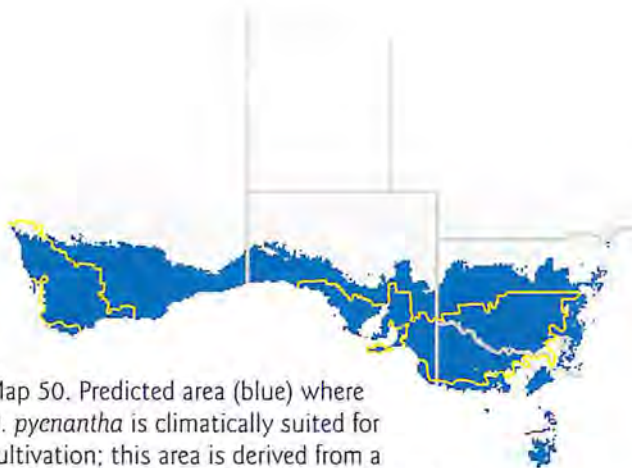 Map 50. Predicted area (blue) where
A. pycnantha is climatically suited for
cultivation; this area is derived from a